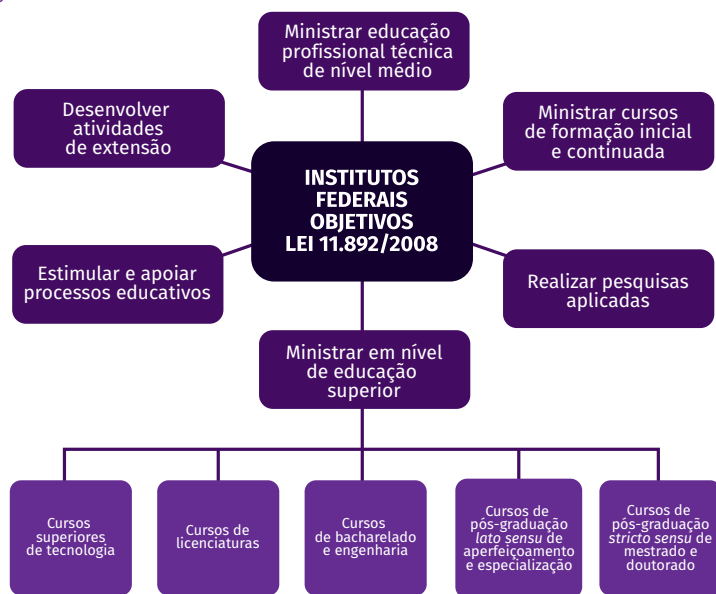 Ministrar educação
profissional técnica
de nível médio
Desenvolver
atividades
de extensão
Ministrar cursos
de formação inicial
e continuada
INSTITUTOS
FEDERAIS
OBJETIVOS
LEI 11.892/2008
Estimular e apoiar
processos educativos
Realizar pesquisas
aplicadas
Ministrar em nível
de educação
superior
Cursos
superiores
de tecnologia
Cursos de
licenciaturas
Cursos
de bacharelado
e engenharia
Cursos de
pós-graduação
lato sensu de
aperfeiçoamento
e especialização
Cursos de
pós-graduação
stricto sensu de
mestrado e
doutorado